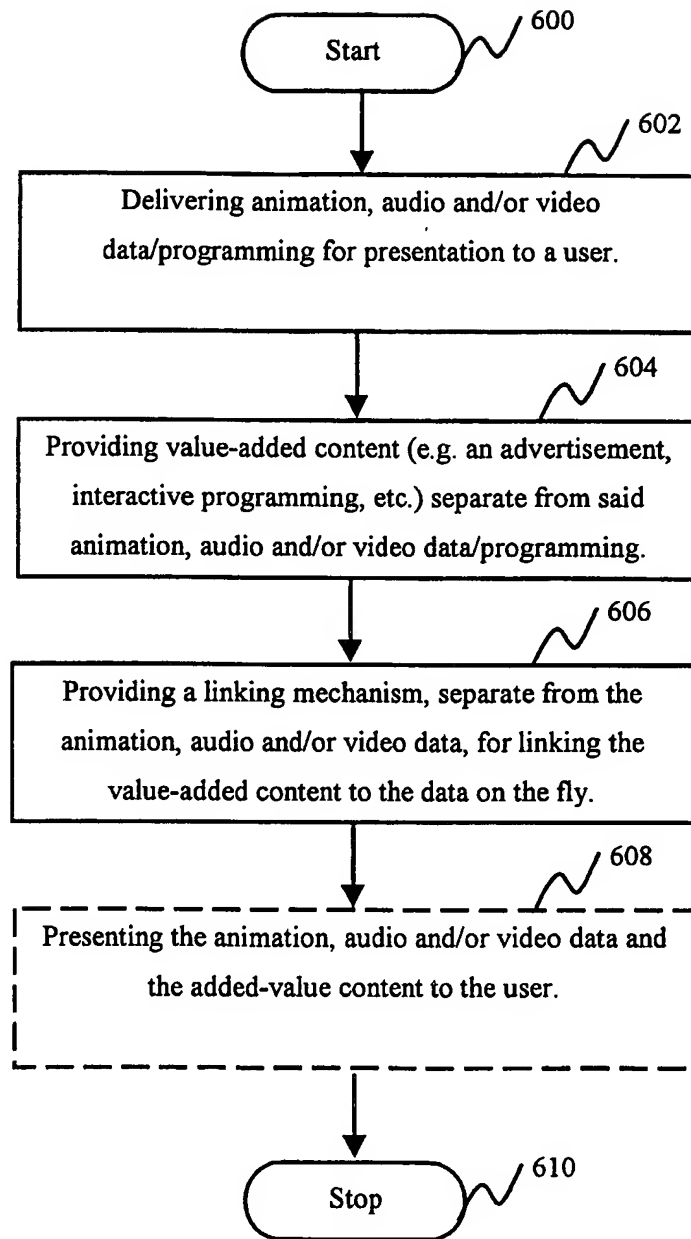 600
Start
602
Delivering animation, audio and/or video
data/programming for presentation to a user.
604
Providing value-added content (e.g. an advertisement,
interactive programming, etc.) separate from said
animation, audio and/or video data/programming.
606
Providing a linking mechanism, separate from the
animation, audio and/or video data, for linking the
value-added content to the data on the fly.
608
Presenting the animation, audio and/or video data and
the added-value content to the user.
610
Stop